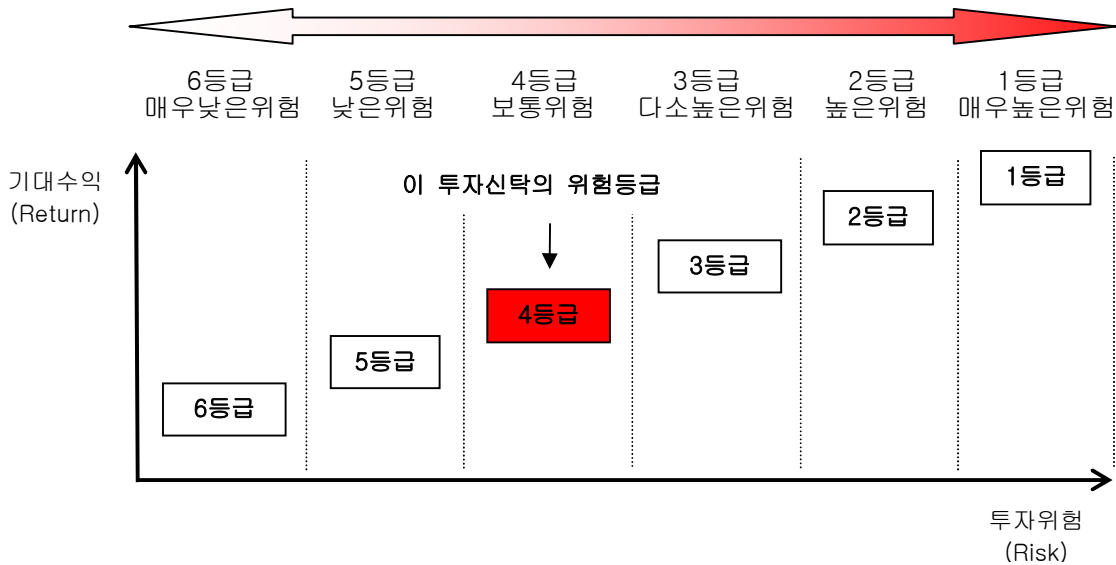 6등급 5등급 4등급 3등급 2등급 1등급
매우낮은위험 낮은위험 보통위험 다소높은위험 높은위험 매우높은위험
기대수익
(Return)
이 투자신탁의 위험등급
1등급
2등급
3등급
4등급
5등급
6등급
투자위험
(Risk)